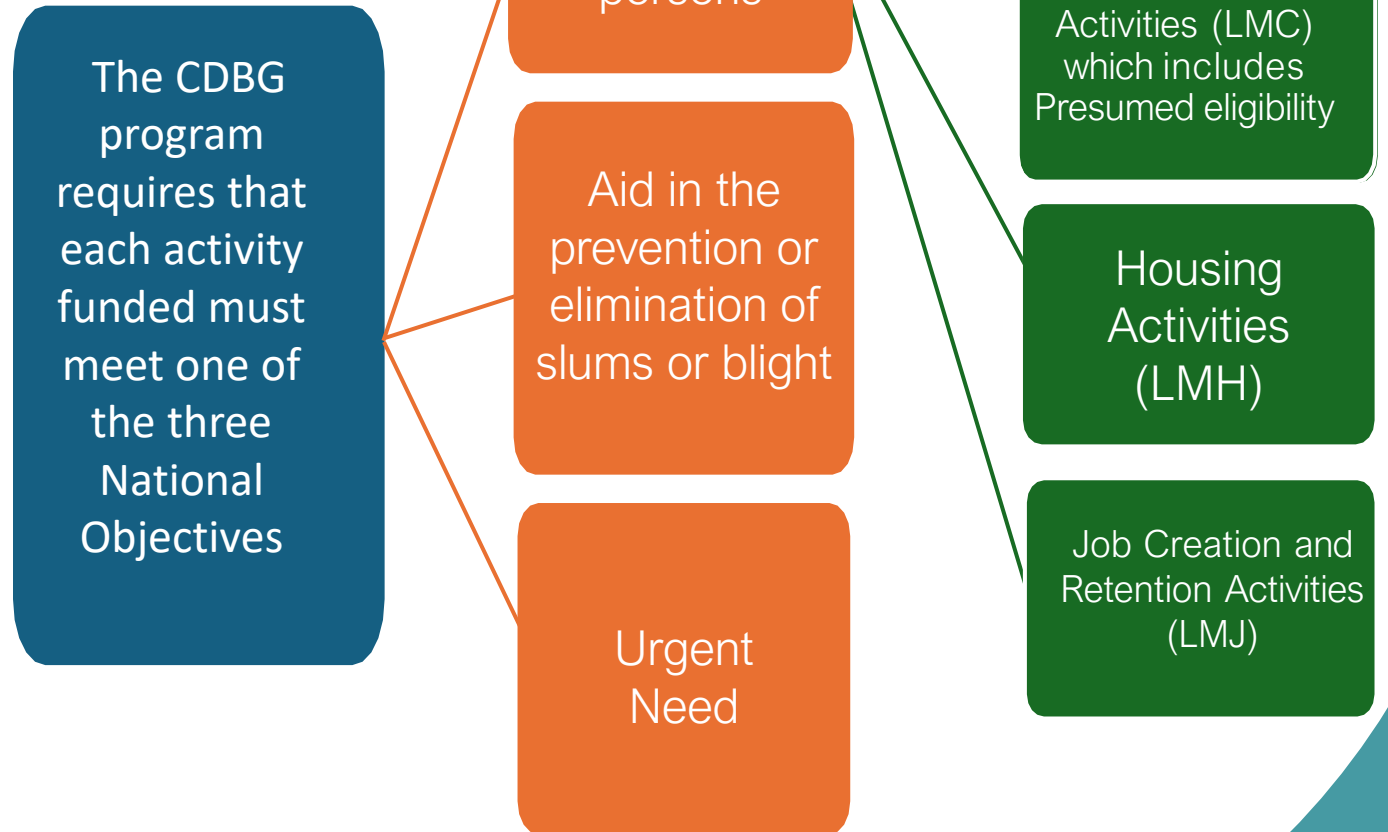 The CDBG
program
requires that
each activity
funded must
meet one of
the three
National
Objectives
persons
Aid in the
prevention or
elimination of
slums or blight
Urgent
Need
Activities (LMC)
which includes
Presumed eligibility
Housing
Activities
(LMH)
Job Creation and
Retention Activities
(LMJ)